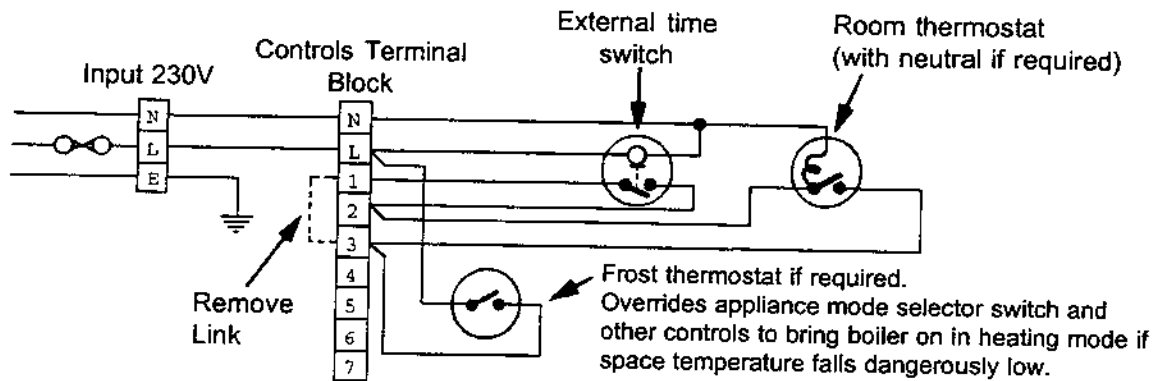 External time
switch
Room thermostat
(with neutral if required)
Controls Terminal
Block
Input 230V
N
L
E
N
L
1
2
3
4
5
6
7
Remove
Link
Frost thermostat if required.
Overrides appliance mode selector switch and
other controls to bring boiler on in heating mode if
space temperature falls dangerously low.